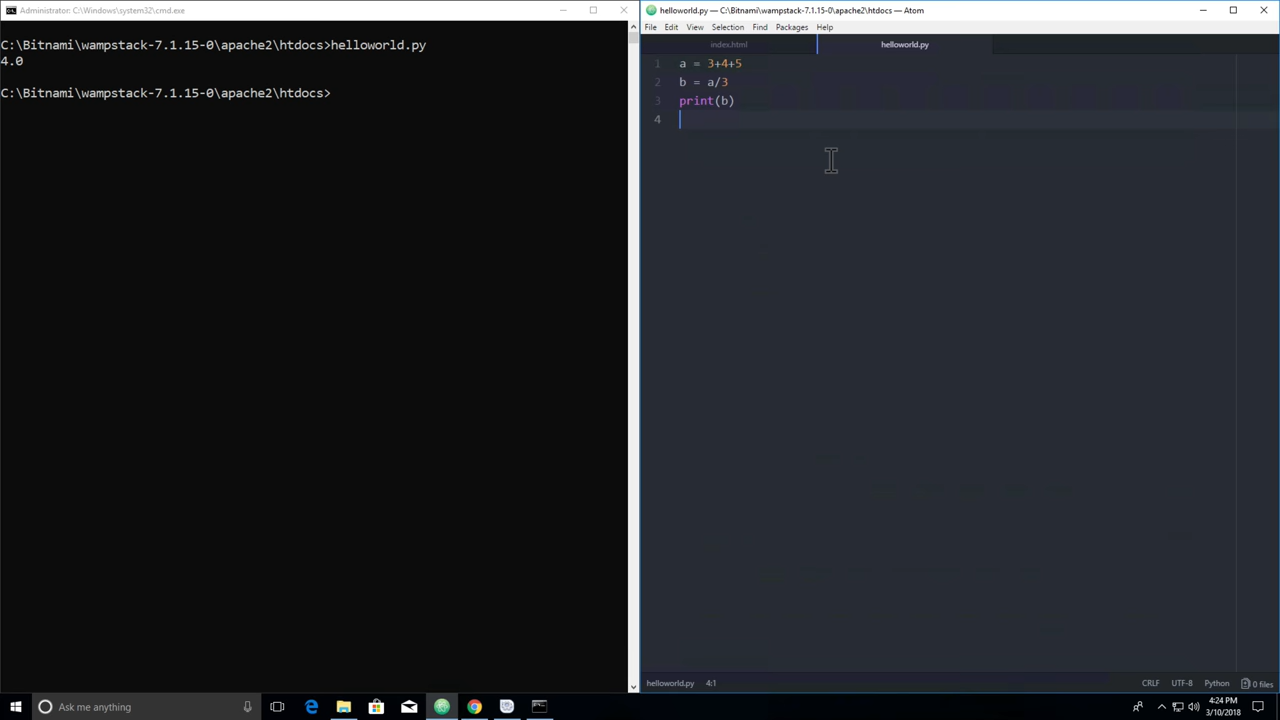 Administrator: C:\Windows\system32\cmd.exe
C:\Bitnami\wampstack-7.1.15-0\apache2\htdocs>helloworld.py
4.0
C:\Bitnami\wampstack-7.1.15-0\apache2\htdocs>
helloworld.py — C:\Bitnami\wampstack-7.1.15-0\apache2\htdocs — Atom
File Edit View Selection Find Packages Help
index.html helloworld.py
1 a = 3+4+5
2 b = a/3
3 print(b)
4
helloworld.py 4:1 CRLF UTF-8 Python 0 files
Ask me anything
4:24 PM
3/10/2018